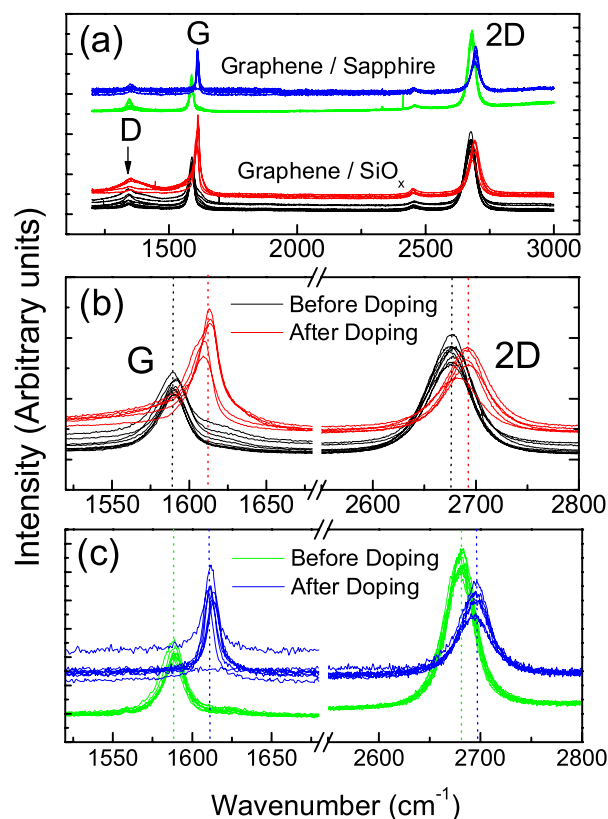 (a)
G
2D
Graphene / Sapphire
D
Graphene / SiOₓ
1500 2000 2500 3000
(b)
Before Doping
After Doping
G
2D
1550 1600 1650 2600 2700 2800
(c)
Before Doping
After Doping
1550 1600 1650 2600 2700 2800
Wavenumber (cm⁻¹)
Intensity (Arbitrary units)